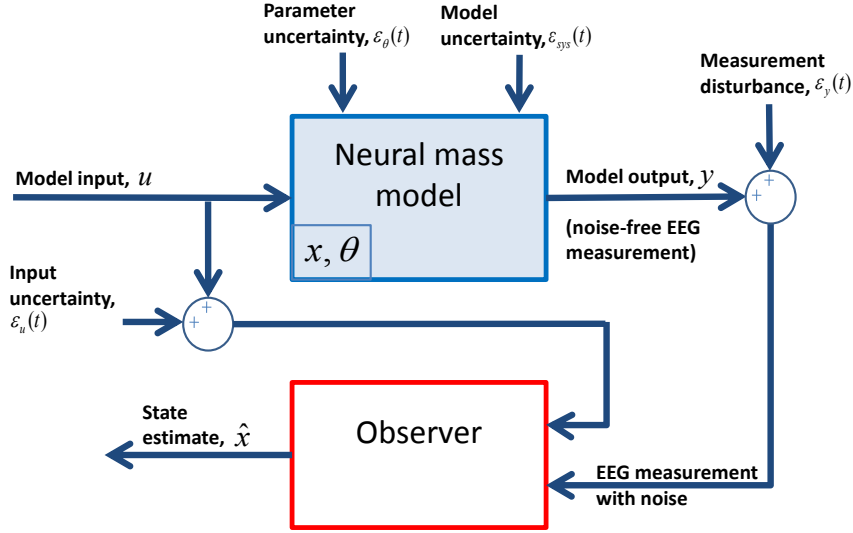 Parameter
uncertainty, εθ(t)
Model
uncertainty, εsys(t)
Measurement
disturbance, εy(t)
Neural mass
model
x, θ
Model input, u
Model output, y
(noise-free EEG
measurement)
+
+
Input
uncertainty,
εu(t)
+
+
State
estimate, x̂
Observer
EEG measurement
with noise